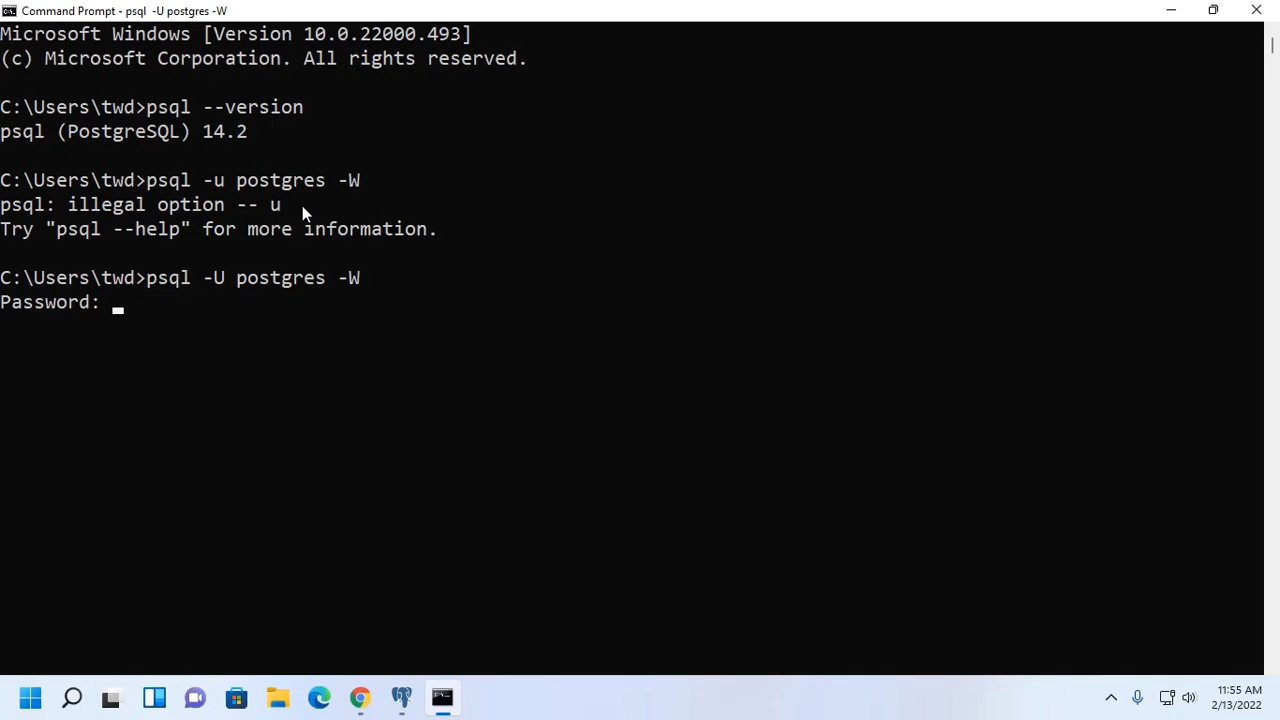 Command Prompt - psql  -U postgres -W
Microsoft Windows [Version 10.0.22000.493]
(c) Microsoft Corporation. All rights reserved.
C:\Users\twd>psql --version
psql (PostgreSQL) 14.2
C:\Users\twd>psql -u postgres -W
psql: illegal option -- u
Try "psql --help" for more information.
C:\Users\twd>psql -U postgres -W
Password:
11:55 AM
2/13/2022